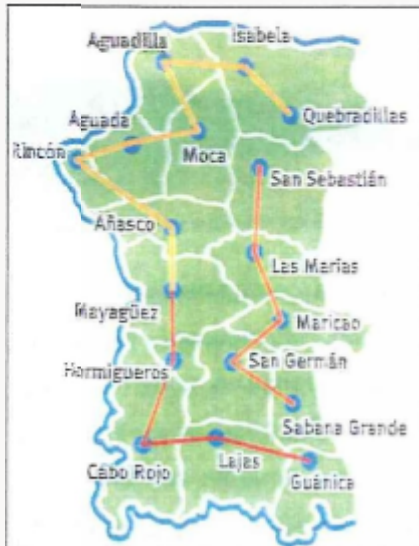 Aguadilla
Isabela
Quebradillas
Aguada
Moca
Rincón
San Sebastián
Añasco
Las Marías
Mayagüez
Maricao
Hormigueros
San Germán
Sabana Grande
Cabo Rojo
Lajas
Guánica